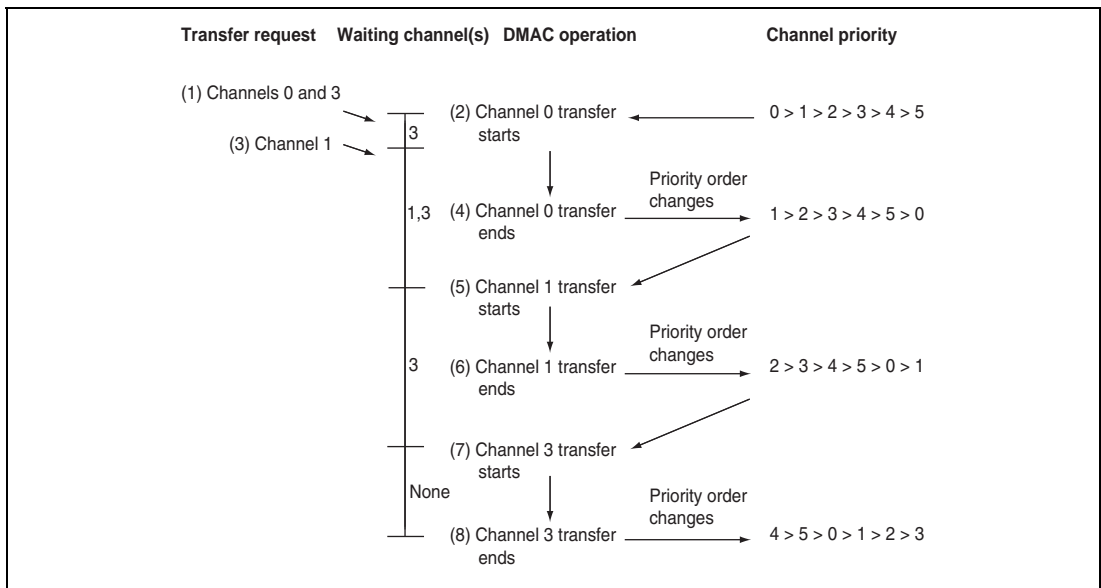 Transfer request Waiting channel(s) DMAC operation Channel priority
(1) Channels 0 and 3
(2) Channel 0 transfer
starts
0 > 1 > 2 > 3 > 4 > 5
3
(3) Channel 1
Priority order
changes
1,3
(4) Channel 0 transfer
ends
1 > 2 > 3 > 4 > 5 > 0
(5) Channel 1 transfer
starts
Priority order
changes
3
(6) Channel 1 transfer
ends
2 > 3 > 4 > 5 > 0 > 1
(7) Channel 3 transfer
starts
None
Priority order
changes
(8) Channel 3 transfer
ends
4 > 5 > 0 > 1 > 2 > 3